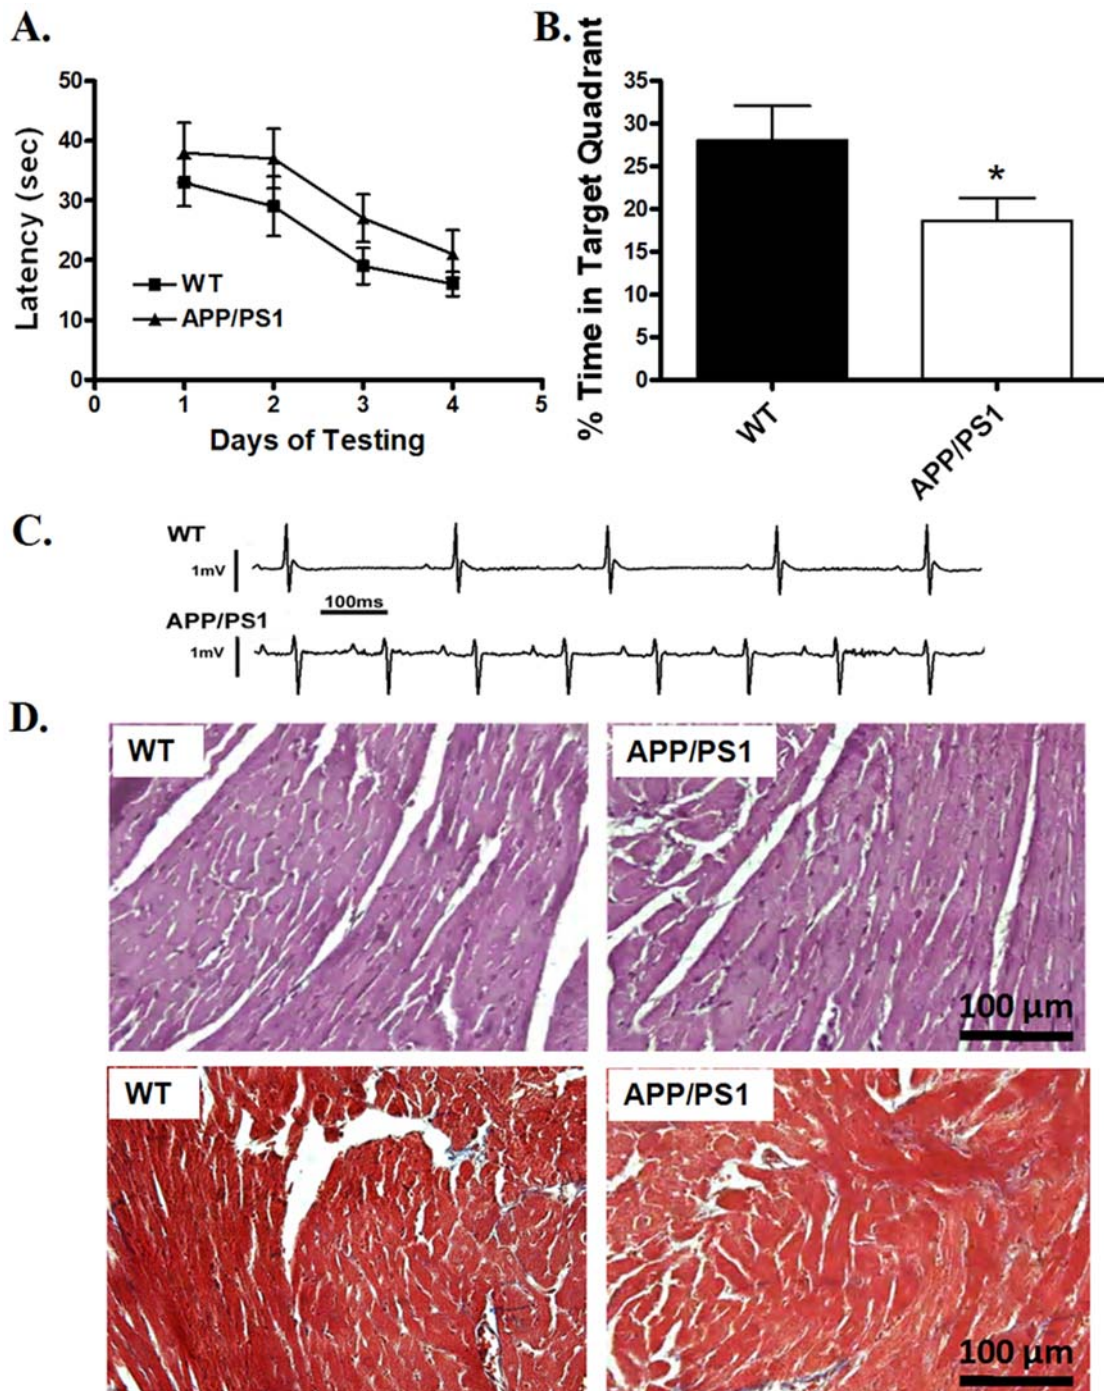 A.
Latency (sec)
50
40
30
20
10
0
WT
APP/PS1
0 1 2 3 4 5
Days of Testing
B.
% Time in Target Quadrant
35
30
25
20
15
10
5
0
*
WT
APP/PS1
C.
WT
1mV
100ms
APP/PS1
1mV
D.
WT
APP/PS1
100 µm
WT
APP/PS1
100 µm